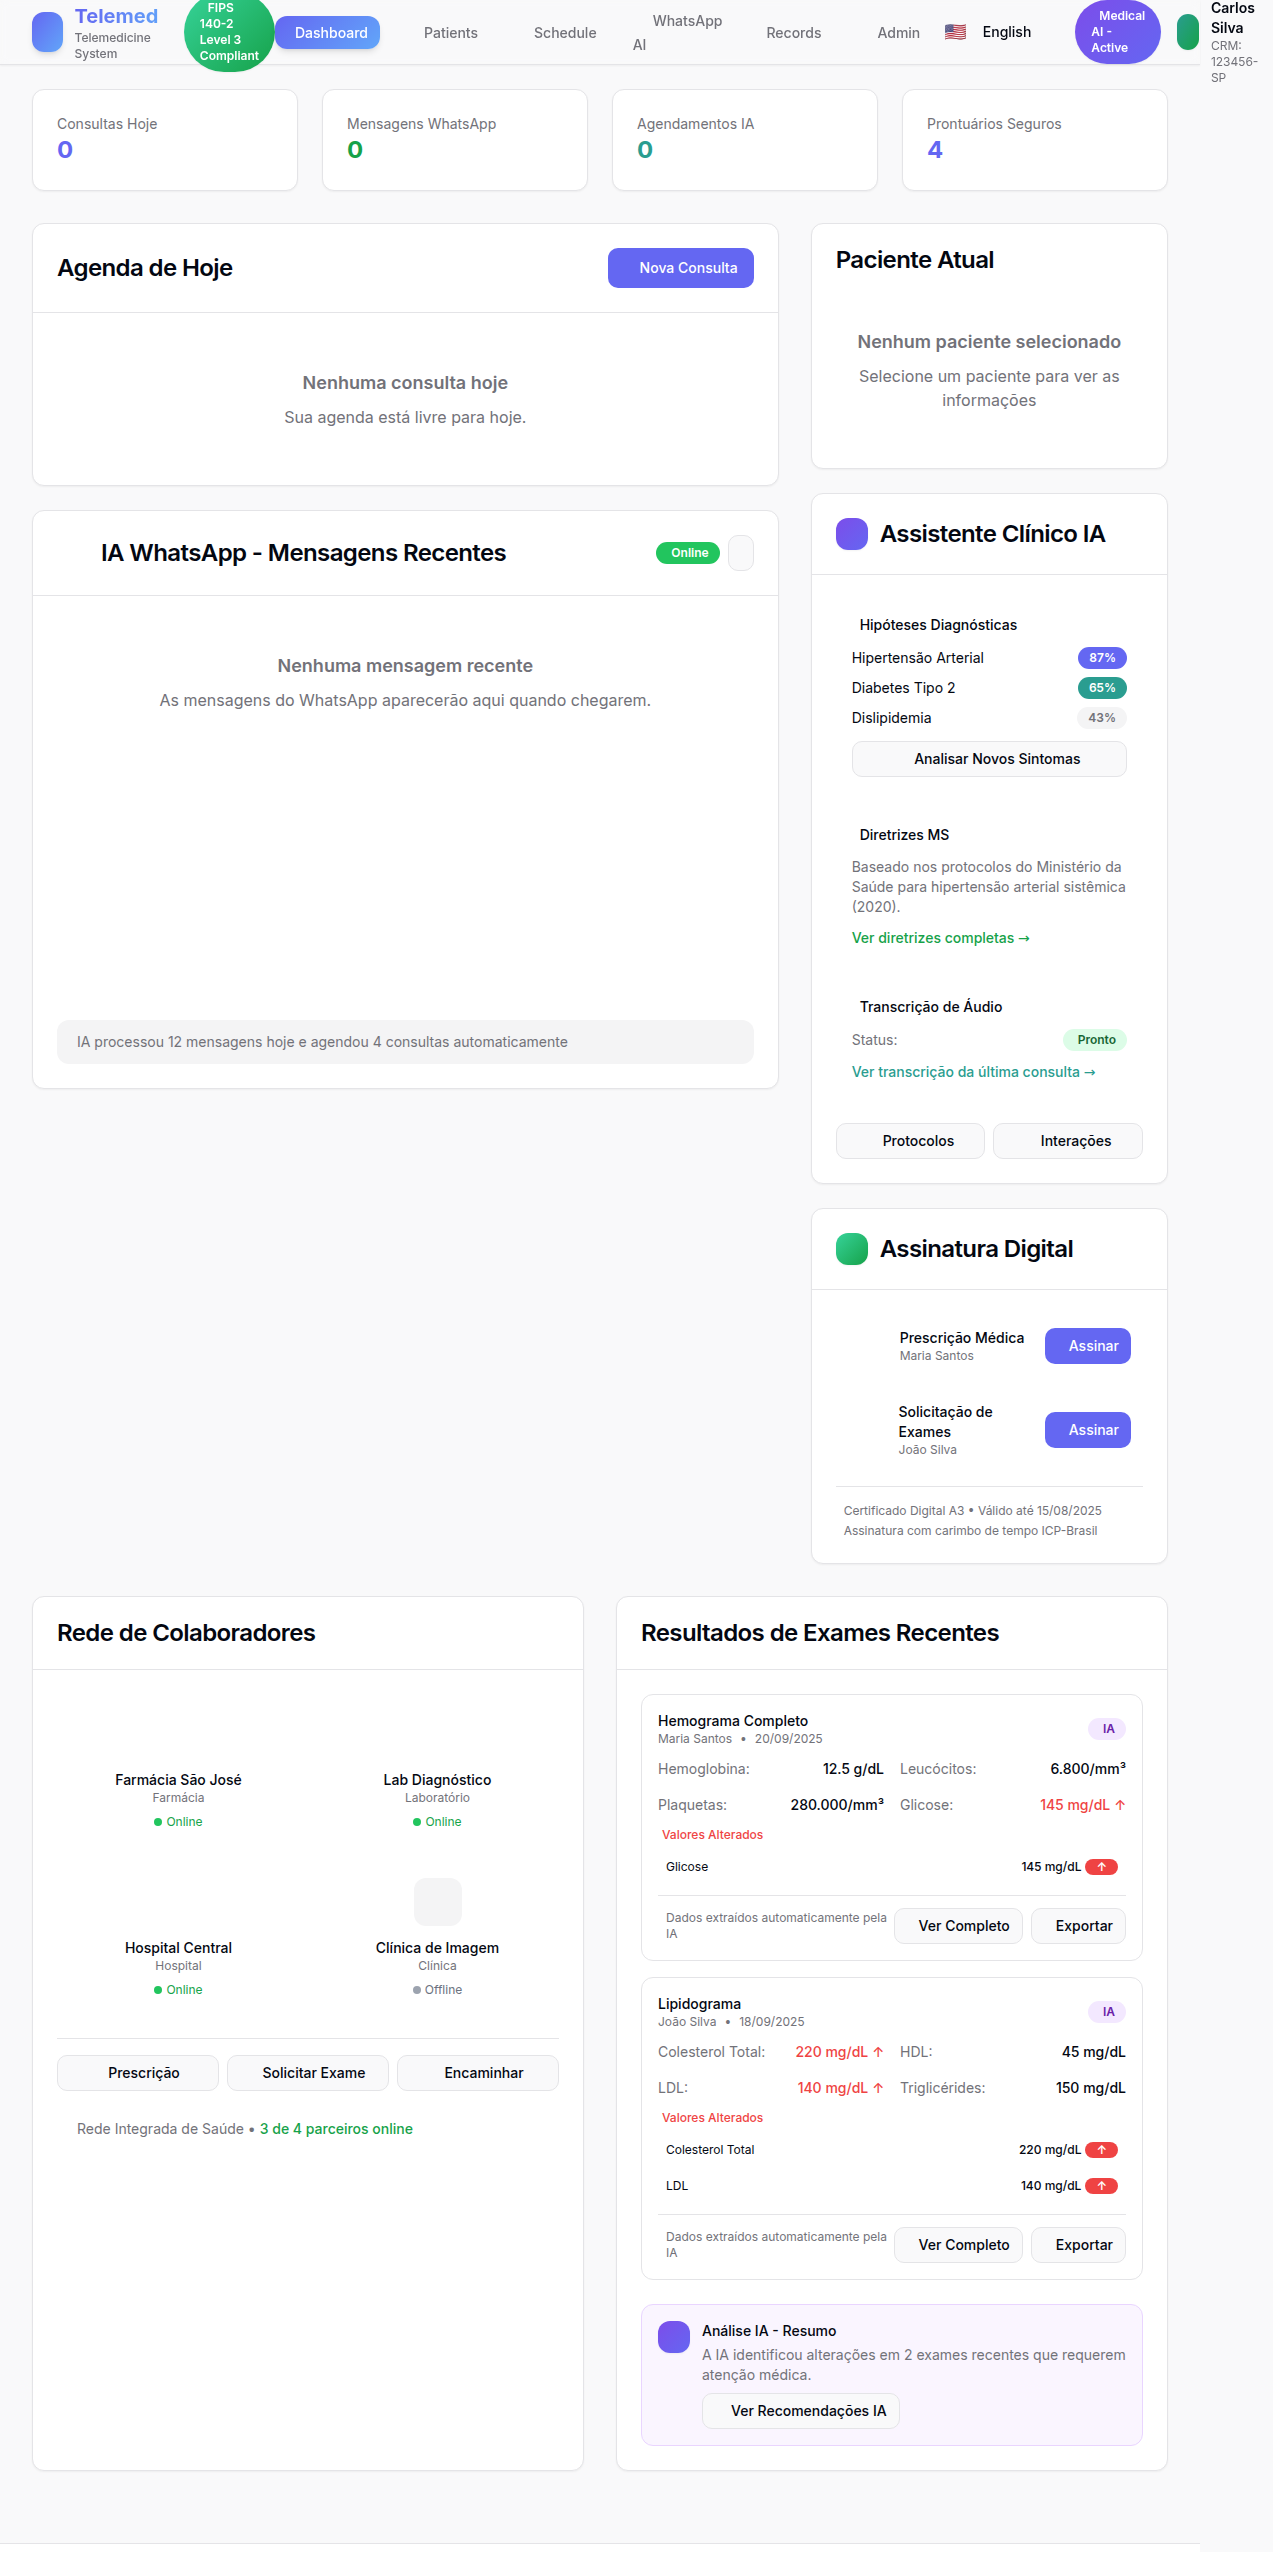 Telemed
Telemedicine
System
FIPS
140-2
Level 3
Compliant
Dashboard
Patients
Schedule
WhatsApp
AI
Records
Admin
🇺🇸 English
Medical
AI -
Active
Carlos
Silva
CRM:
123456-
SP
Consultas Hoje
0
Mensagens WhatsApp
0
Agendamentos IA
0
Prontuários Seguros
4
Agenda de Hoje
Nova Consulta
Nenhuma consulta hoje
Sua agenda está livre para hoje.
IA WhatsApp - Mensagens Recentes
Online
Nenhuma mensagem recente
As mensagens do WhatsApp aparecerão aqui quando chegarem.
IA processou 12 mensagens hoje e agendou 4 consultas automaticamente
Paciente Atual
Nenhum paciente selecionado
Selecione um paciente para ver as
informações
Assistente Clínico IA
Hipóteses Diagnósticas
Hipertensão Arterial 87%
Diabetes Tipo 2 65%
Dislipidemia 43%
Analisar Novos Sintomas
Diretrizes MS
Baseado nos protocolos do Ministério da
Saúde para hipertensão arterial sistêmica
(2020).
Ver diretrizes completas →
Transcrição de Áudio
Status: Pronto
Ver transcrição da última consulta →
Protocolos Interações
Assinatura Digital
Prescrição Médica
Maria Santos
Assinar
Solicitação de
Exames
João Silva
Assinar
Certificado Digital A3 • Válido até 15/08/2025
Assinatura com carimbo de tempo ICP-Brasil
Rede de Colaboradores
Farmácia São José
Farmácia
Online
Lab Diagnóstico
Laboratório
Online
Hospital Central
Hospital
Online
Clínica de Imagem
Clínica
Offline
Prescrição Solicitar Exame Encaminhar
Rede Integrada de Saúde • 3 de 4 parceiros online
Resultados de Exames Recentes
Hemograma Completo
Maria Santos • 20/09/2025
IA
Hemoglobina: 12.5 g/dL Leucócitos: 6.800/mm³
Plaquetas: 280.000/mm³ Glicose: 145 mg/dL ↑
Valores Alterados
Glicose 145 mg/dL ↑
Dados extraídos automaticamente pela
IA
Ver Completo Exportar
Lipidograma
João Silva • 18/09/2025
IA
Colesterol Total: 220 mg/dL ↑ HDL: 45 mg/dL
LDL: 140 mg/dL ↑ Triglicérides: 150 mg/dL
Valores Alterados
Colesterol Total 220 mg/dL ↑
LDL 140 mg/dL ↑
Dados extraídos automaticamente pela
IA
Ver Completo Exportar
Análise IA - Resumo
A IA identificou alterações em 2 exames recentes que requerem
atenção médica.
Ver Recomendações IA